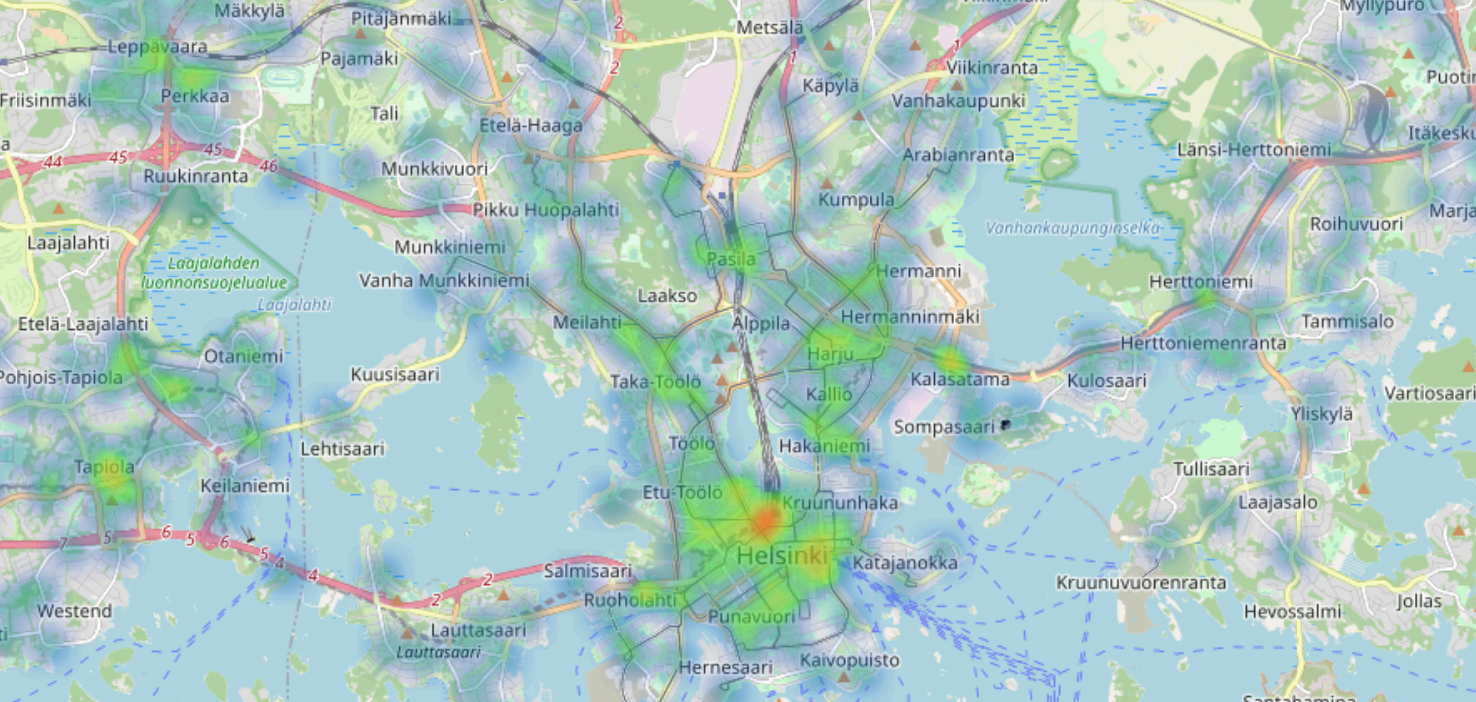 Mäkkylä
Pitäjänmäki
Metsälä
Myllypuro
Leppävaara
Pajamäki
Viikinranta
Käpylä
Puotin
Friisinmäki
Perkkaa
Tali
Etelä-Haaga
Vanhakaupunki
Itäkesku
Länsi-Herttoniemi
Arabianranta
Ruukinranta
Munkkivuori
Pikku Huopalahti
Kumpula
Marja
Roihuvuori
Laajalahti
Munkkiniemi
Vanhankaupunginselkä
Laajalahden
luonnonsuojelualue
Laajalahti
Vanha Munkkiniemi
Pasila
Hermanni
Herttoniemi
Laakso
Etelä-Laajalahti
Meilahti
Alppila
Hermanninmäki
Tammisalo
Herttoniemenranta
Otaniemi
Harju
Pohjois-Tapiola
Kuusisaari
Taka-Töölö
Kallio
Kalasatama
Kulosaari
Vartiosaari
Sompasaari
Yliskylä
Lehtisaari
Töölö
Hakaniemi
Tapiola
Tullisaari
Keilaniemi
Etu-Töölö
Kruununhaka
Laajasalo
Helsinki
Katajanokka
Salmisaari
Kruunuvuorenranta
Ruoholahti
Jollas
Westend
Punavuori
Hevossalmi
Lauttasaari
Lauttasaari
Hernesaari
Kaivopuisto
2
2
1
1
44
45
45
46
7
5
6
5
6
5
4
4
2
2